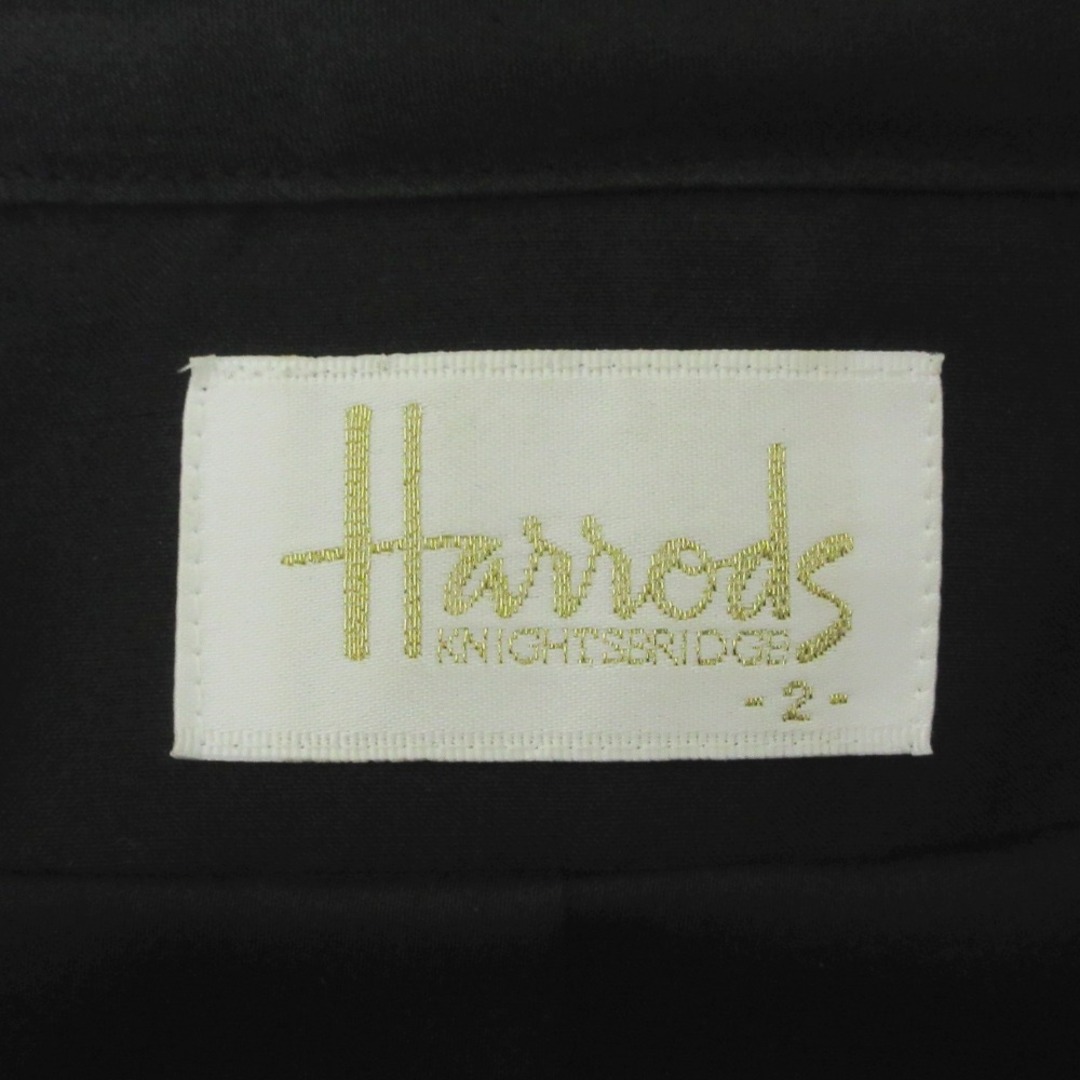 Harrods
KNIGHTSBRIDGE
- 2 -